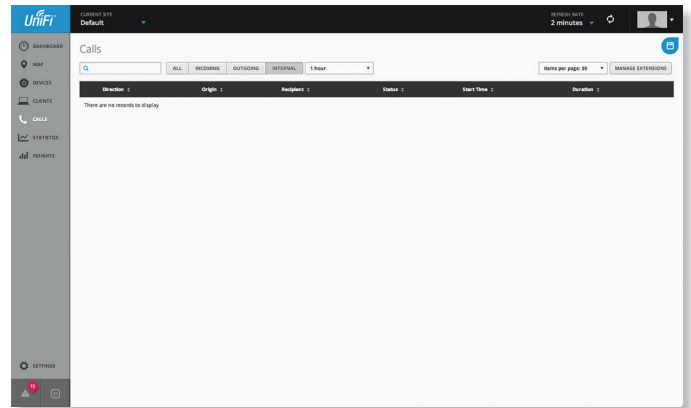 UniFi
CURRENT SITE
Default
REFRESH RATE
2 minutes
DASHBOARD
MAP
DEVICES
CLIENTS
CALLS
STATISTICS
INSIGHTS
SETTINGS
15
Calls
ALL INCOMING OUTGOING INTERNAL 1 hour Items per page: 50 MANAGE EXTENSIONS
Direction Origin Recipient Status Start Time Duration
There are no records to display